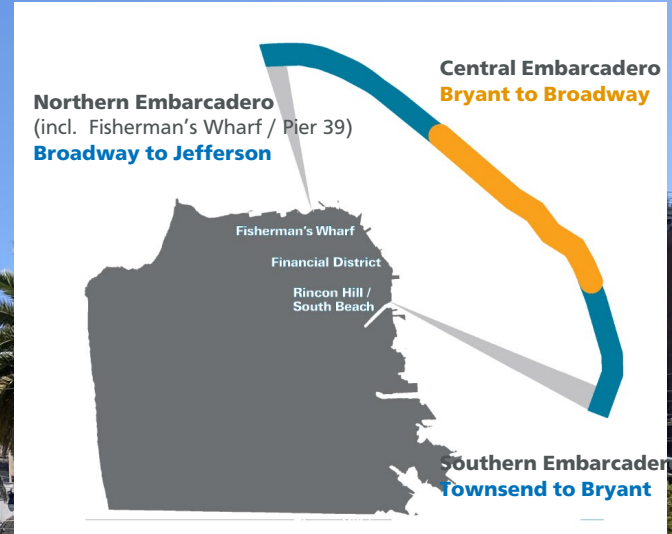 Central Embarcadero
Bryant to Broadway
Northern Embarcadero
(incl. Fisherman's Wharf / Pier 39)
Broadway to Jefferson
Fisherman's Wharf
Financial District
Rincon Hill /
South Beach
Southern Embarcader
Townsend to Bryant